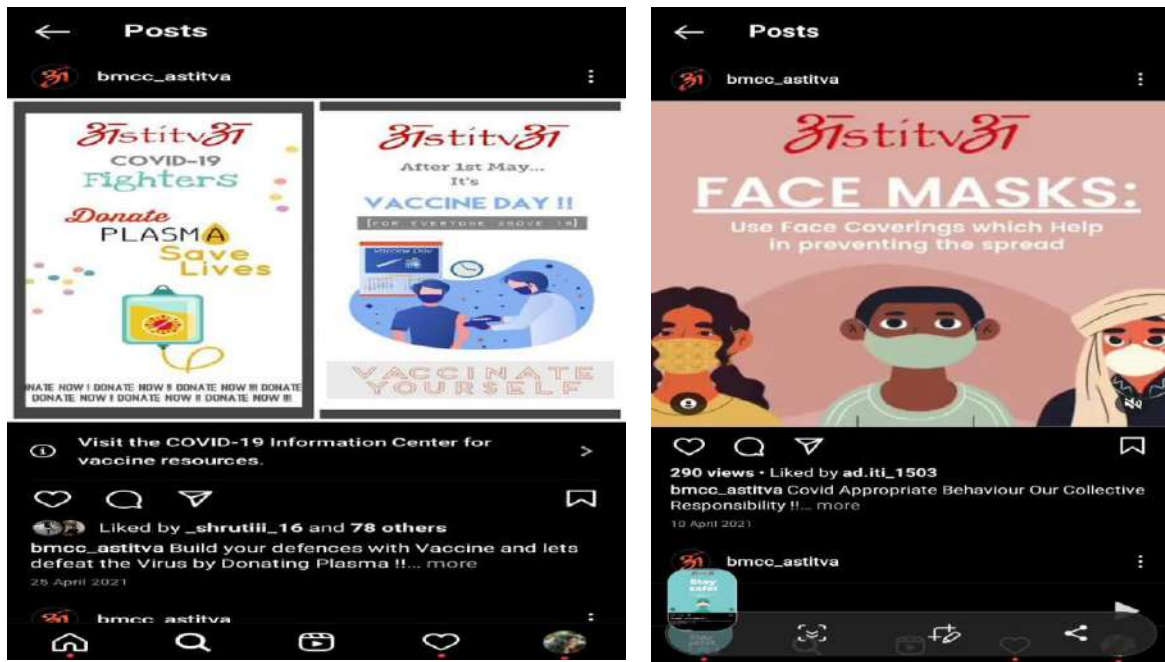 Posts
bmcc_astitva
अstitvअ
COVID-19
Fighters
Donate
PLASMA
Save
Lives
DONATE NOW ! DONATE NOW !! DONATE NOW !!! DONATE
DONATE NOW ! DONATE NOW !! DONATE NOW !!!
अstitvअ
After 1st May...
It's
VACCINE DAY !!
[FOR EVERYONE ABOVE 18]
Vaccine Day
VACCINATE
YOURSELF
Visit the COVID-19 Information Center for
vaccine resources.
Liked by _shrutiii_16 and 78 others
bmcc_astitva Build your defences with Vaccine and lets
defeat the Virus by Donating Plasma !!... more
25 April 2021
bmcc_astitva
Posts
bmcc_astitva
अstitvअ
FACE MASKS:
Use Face Coverings which Help
in preventing the spread
290 views • Liked by ad.iti_1503
bmcc_astitva Covid Appropriate Behaviour Our Collective
Responsibility !!... more
10 April 2021
bmcc_astitva
Stay
safe!